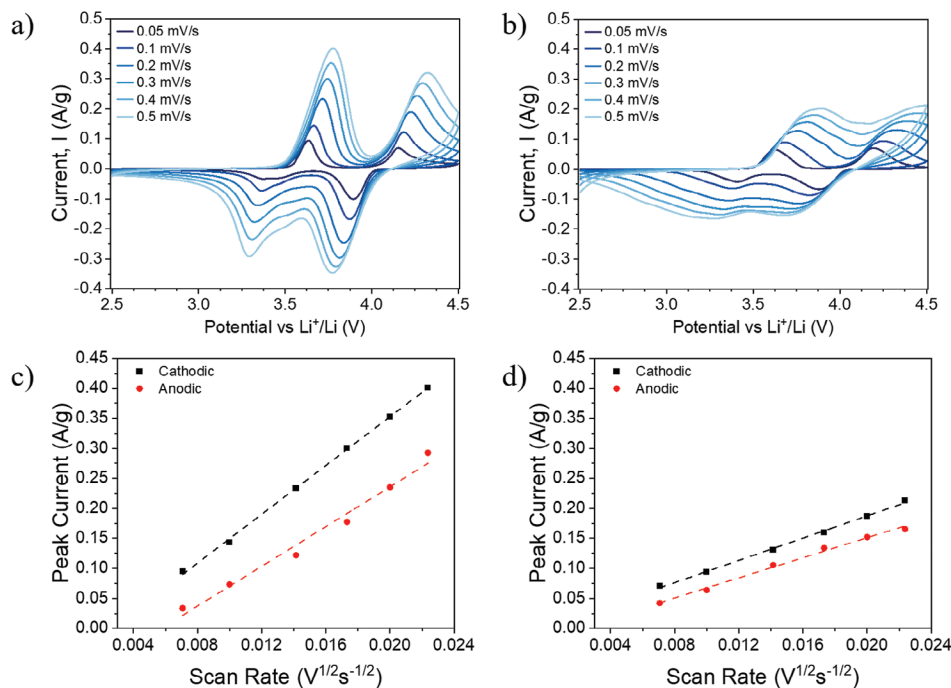 a)
0.5
0.4
0.3
0.2
0.1
0.0
-0.1
-0.2
-0.3
-0.4
Current, I (A/g)
0.05 mV/s
0.1 mV/s
0.2 mV/s
0.3 mV/s
0.4 mV/s
0.5 mV/s
2.5 3.0 3.5 4.0 4.5
Potential vs Li⁺/Li (V)
b)
0.5
0.4
0.3
0.2
0.1
0.0
-0.1
-0.2
-0.3
-0.4
Current, I (A/g)
0.05 mV/s
0.1 mV/s
0.2 mV/s
0.3 mV/s
0.4 mV/s
0.5 mV/s
2.5 3.0 3.5 4.0 4.5
Potential vs Li⁺/Li (V)
c)
0.45
0.40
0.35
0.30
0.25
0.20
0.15
0.10
0.05
0.00
Peak Current (A/g)
Cathodic
Anodic
0.004 0.008 0.012 0.016 0.020 0.024
Scan Rate (V^1/2 s^-1/2)
d)
0.45
0.40
0.35
0.30
0.25
0.20
0.15
0.10
0.05
0.00
Peak Current (A/g)
Cathodic
Anodic
0.004 0.008 0.012 0.016 0.020 0.024
Scan Rate (V^1/2 s^-1/2)